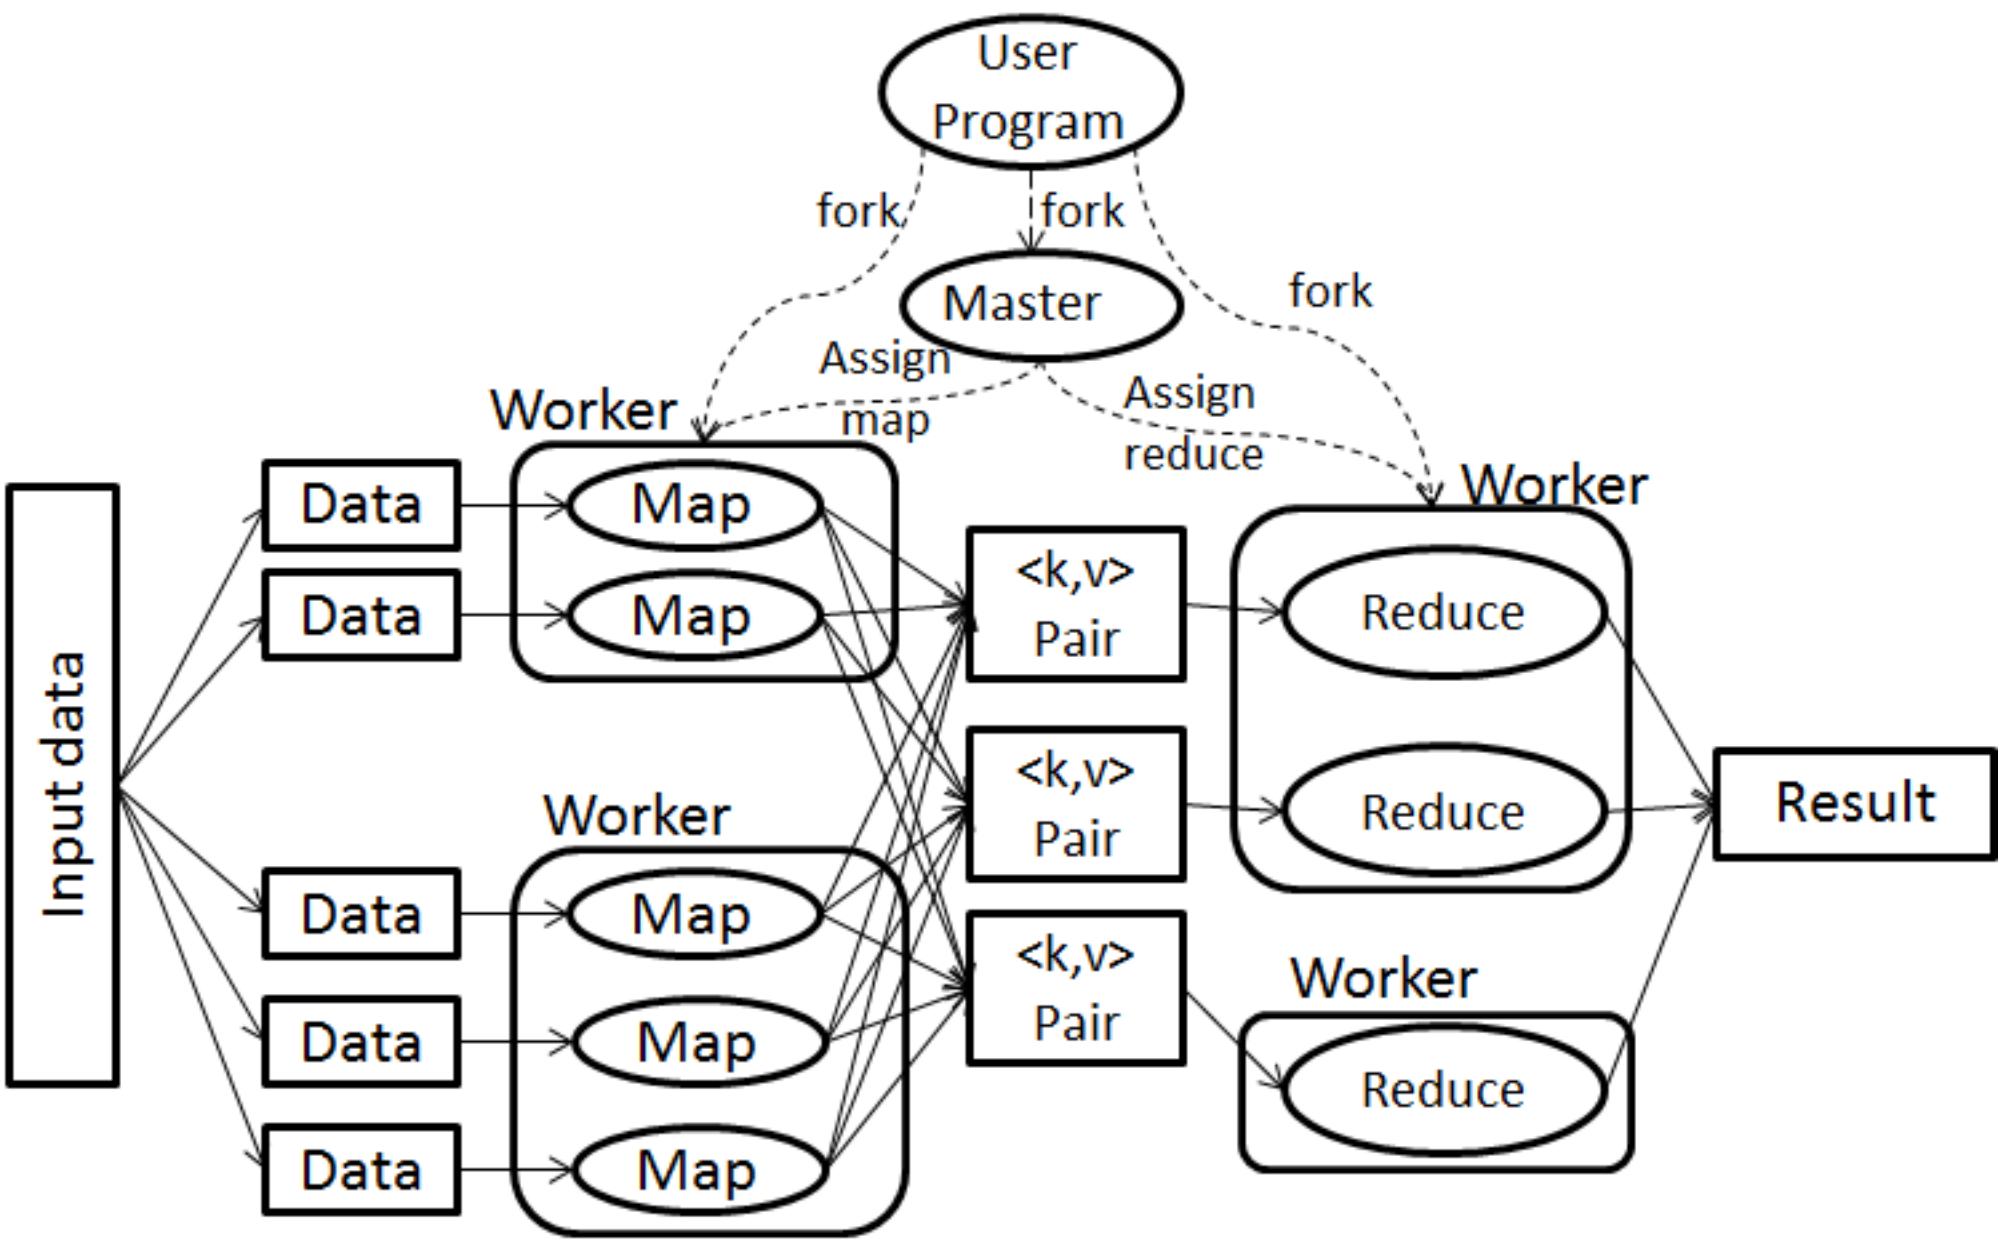 User
Program
fork
fork
fork
Master
Assign
map
Assign
reduce
Worker
Worker
Input data
Data
Map
Data
Map
<k,v>
Pair
Reduce
<k,v>
Pair
Reduce
Result
Worker
Data
Map
Data
Map
Data
Map
<k,v>
Pair
Worker
Reduce